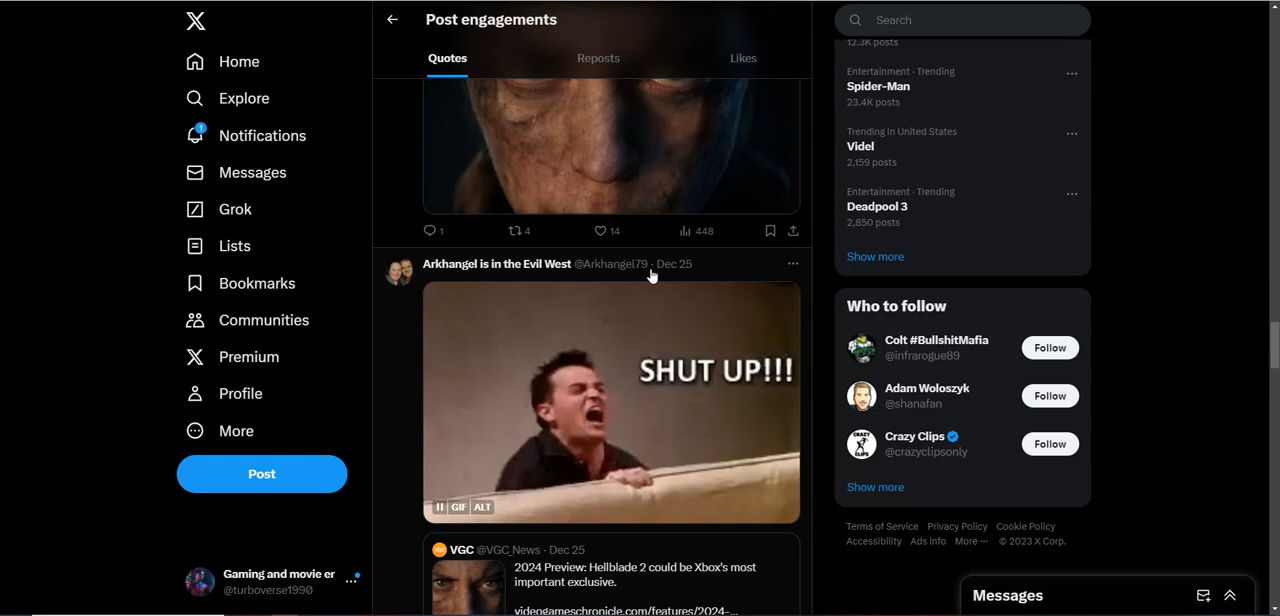 Home
Explore
1
Notifications
Messages
Grok
Lists
Bookmarks
Communities
Premium
Profile
More
Post
Gaming and movie er
@turboverse1990
Post engagements
Quotes Reposts Likes
1 4 14 448
Arkhangel is in the Evil West @Arkhangel79 · Dec 25
SHUT UP!!!
GIF ALT
VGC @VGC_News · Dec 25
2024 Preview: Hellblade 2 could be Xbox's most
important exclusive.
videogameschronicle.com/features/2024-...
Search
12.3K posts
Entertainment · Trending
Spider-Man
23.4K posts
Trending in United States
Videl
2,159 posts
Entertainment · Trending
Deadpool 3
2,850 posts
Show more
Who to follow
Colt #BullshitMafia
@infrarogue89
Follow
Adam Woloszyk
@shanafan
Follow
CRAZY CLIPS
Crazy Clips
@crazyclipsonly
Follow
Show more
Terms of Service Privacy Policy Cookie Policy
Accessibility Ads info More ··· © 2023 X Corp.
Messages